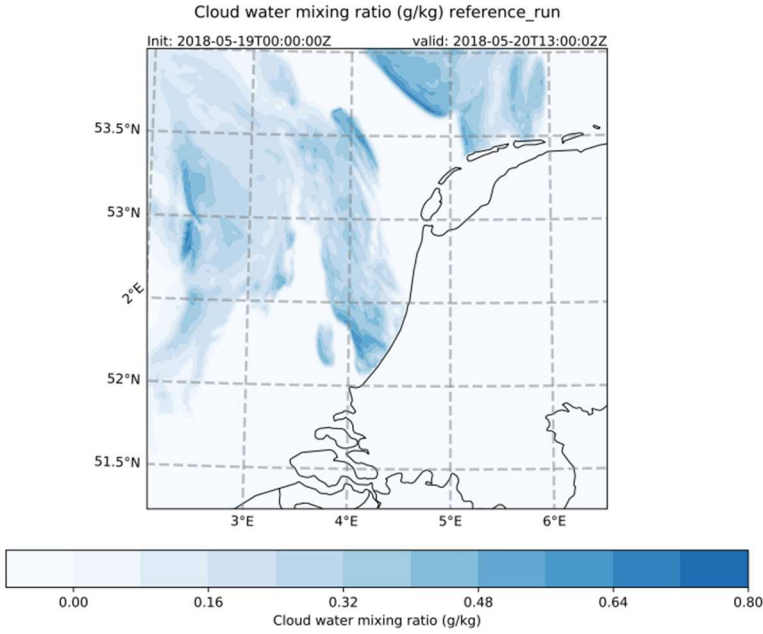 Cloud water mixing ratio (g/kg) reference_run
Init: 2018-05-19T00:00:00Z valid: 2018-05-20T13:00:02Z
53.5°N
53°N
2°E
52°N
51.5°N
3°E 4°E 5°E 6°E
0.00 0.16 0.32 0.48 0.64 0.80
Cloud water mixing ratio (g/kg)